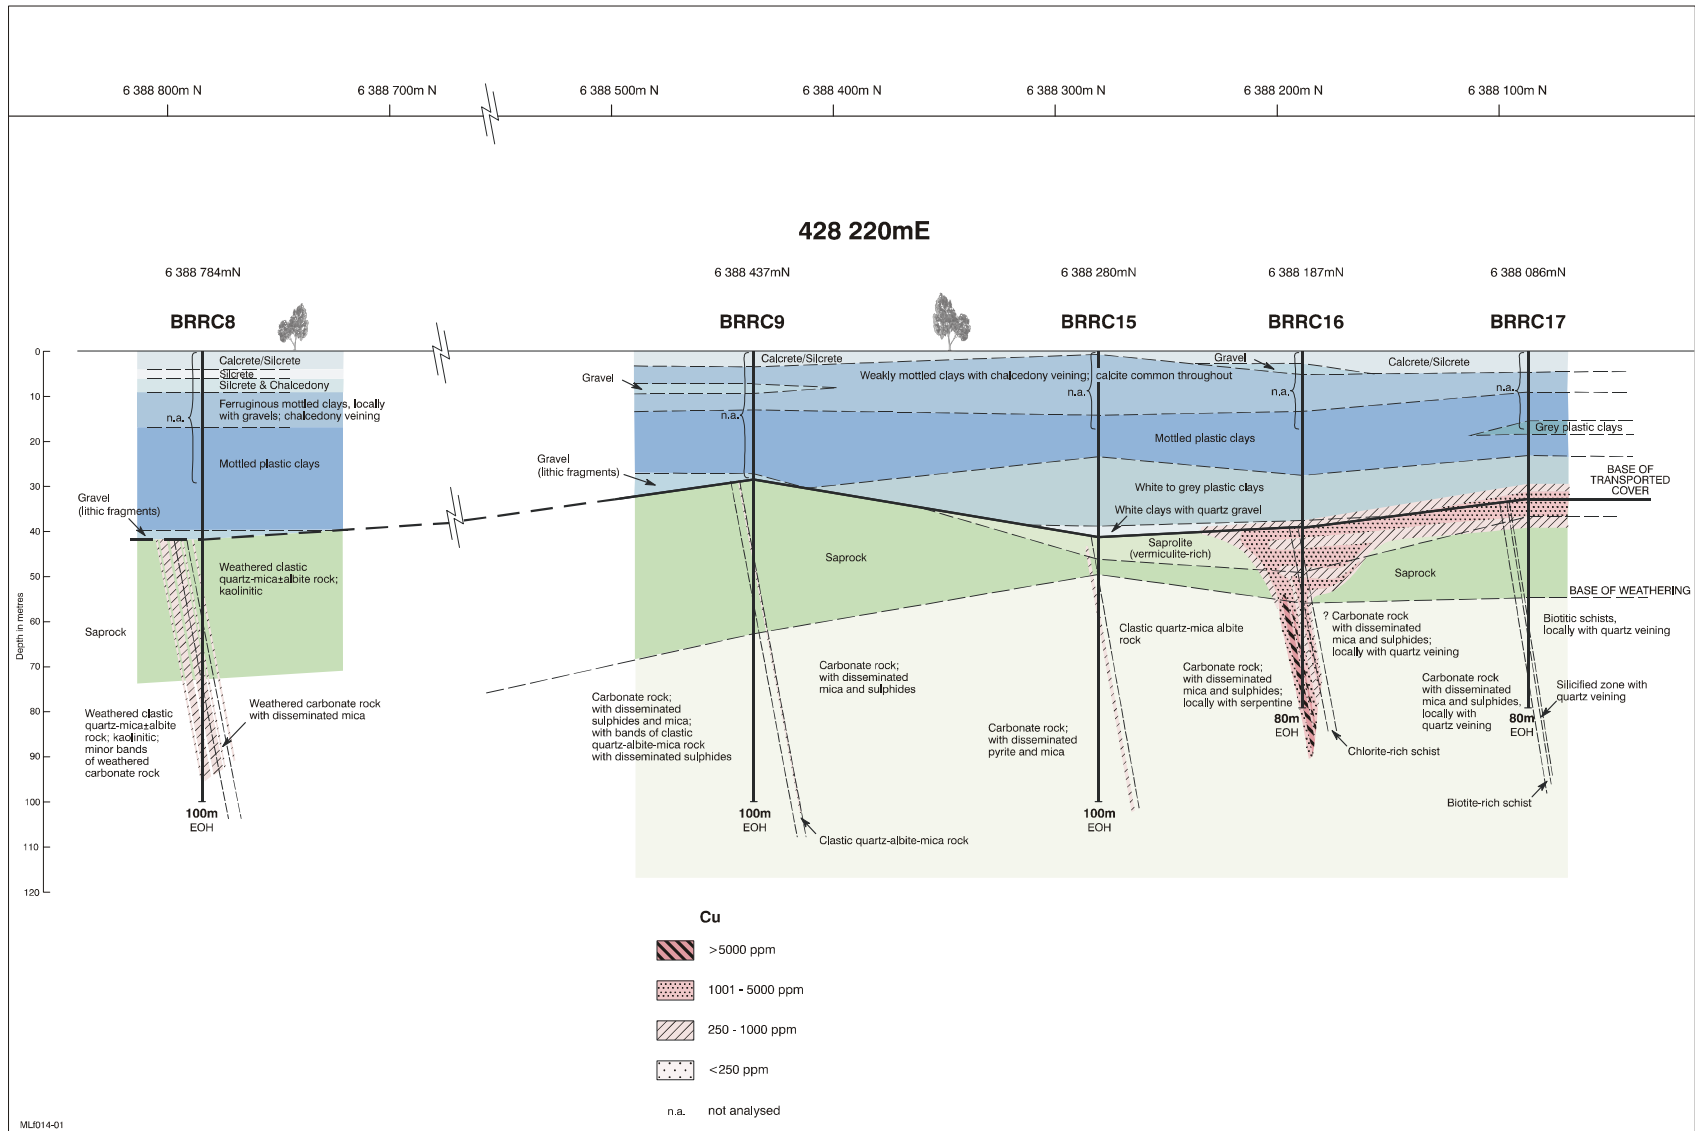 6 388 800m N
6 388 700m N
6 388 500m N
6 388 400m N
6 388 300m N
6 388 200m N
6 388 100m N
428 220mE
6 388 784mN
6 388 437mN
6 388 280mN
6 388 187mN
6 388 086mN
BRRC8
BRRC9
BRRC15
BRRC16
BRRC17
Depth in metres
0
10
20
30
40
50
60
70
80
90
100
110
120
Calcrete/Silcrete
Silcrete
Silcrete & Chalcedony
Ferruginous mottled clays, locally
with gravels; chalcedony veining
n.a.
Mottled plastic clays
Gravel
(lithic fragments)
Weathered clastic
quartz-mica±albite rock;
kaolinitic
Saprock
Weathered clastic
quartz-mica±albite
rock; kaolinitic;
minor bands
of weathered
carbonate rock
Weathered carbonate rock
with disseminated mica
100m
EOH
Calcrete/Silcrete
Gravel
n.a.
Gravel
(lithic fragments)
Weakly mottled clays with chalcedony veining; calcite common throughout
n.a.
Gravel
n.a.
Calcrete/Silcrete
n.a.
Mottled plastic clays
Grey plastic clays
White to grey plastic clays
White clays with quartz gravel
BASE OF
TRANSPORTED
COVER
Saprock
Saprolite
(vermiculite-rich)
Saprock
BASE OF WEATHERING
Carbonate rock;
with disseminated
sulphides and mica;
with bands of clastic
quartz-albite-mica rock
with disseminated sulphides
Carbonate rock;
with disseminated
mica and sulphides
100m
EOH
Clastic quartz-albite-mica rock
Clastic quartz-mica albite
rock
Carbonate rock;
with disseminated
pyrite and mica
100m
EOH
Carbonate rock;
with disseminated
mica and sulphides;
locally with serpentine
80m
EOH
? Carbonate rock
with disseminated
mica and sulphides;
locally with quartz veining
Chlorite-rich schist
Carbonate rock
with disseminated
mica and sulphides,
locally with
quartz veining
80m
EOH
Biotitic schists,
locally with quartz veining
Silicified zone with
quartz veining
Biotite-rich schist
Cu
>5000 ppm
1001 - 5000 ppm
250 - 1000 ppm
<250 ppm
n.a. not analysed
MLf014-01